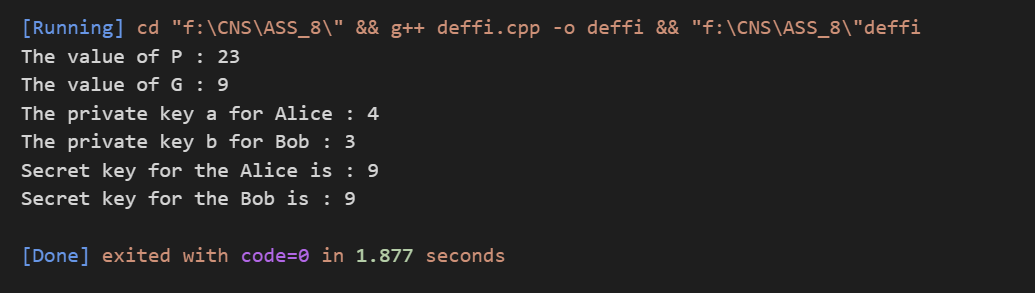 [Running] cd "f:\CNS\ASS_8\" && g++ deffi.cpp -o deffi && "f:\CNS\ASS_8\"deffi
The value of P : 23
The value of G : 9
The private key a for Alice : 4
The private key b for Bob : 3
Secret key for the Alice is : 9
Secret key for the Bob is : 9
[Done] exited with code=0 in 1.877 seconds